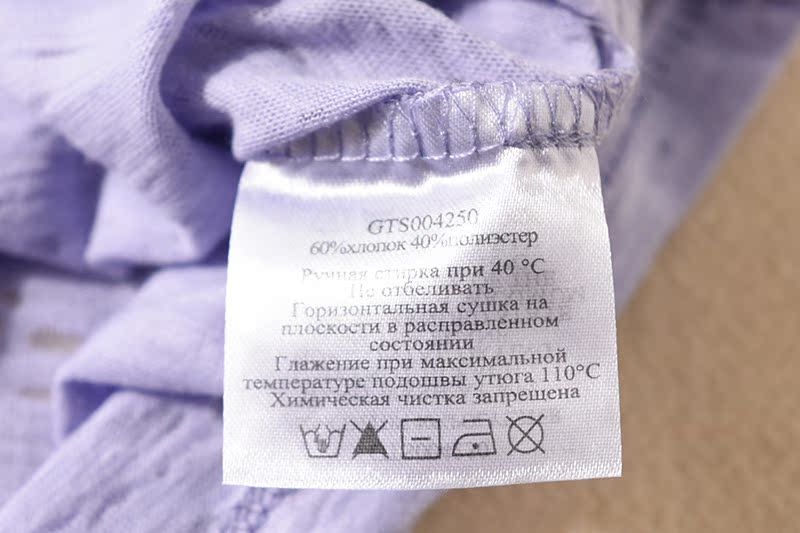 GTS004250
60%хлопок 40%полиэстер
Ручная стирка при 40 °C
Не отбеливать
Горизонтальная сушка на
плоскости в расправленном
состоянии
Глажение при максимальной
температуре подошвы утюга 110°C
Химическая чистка запрещена